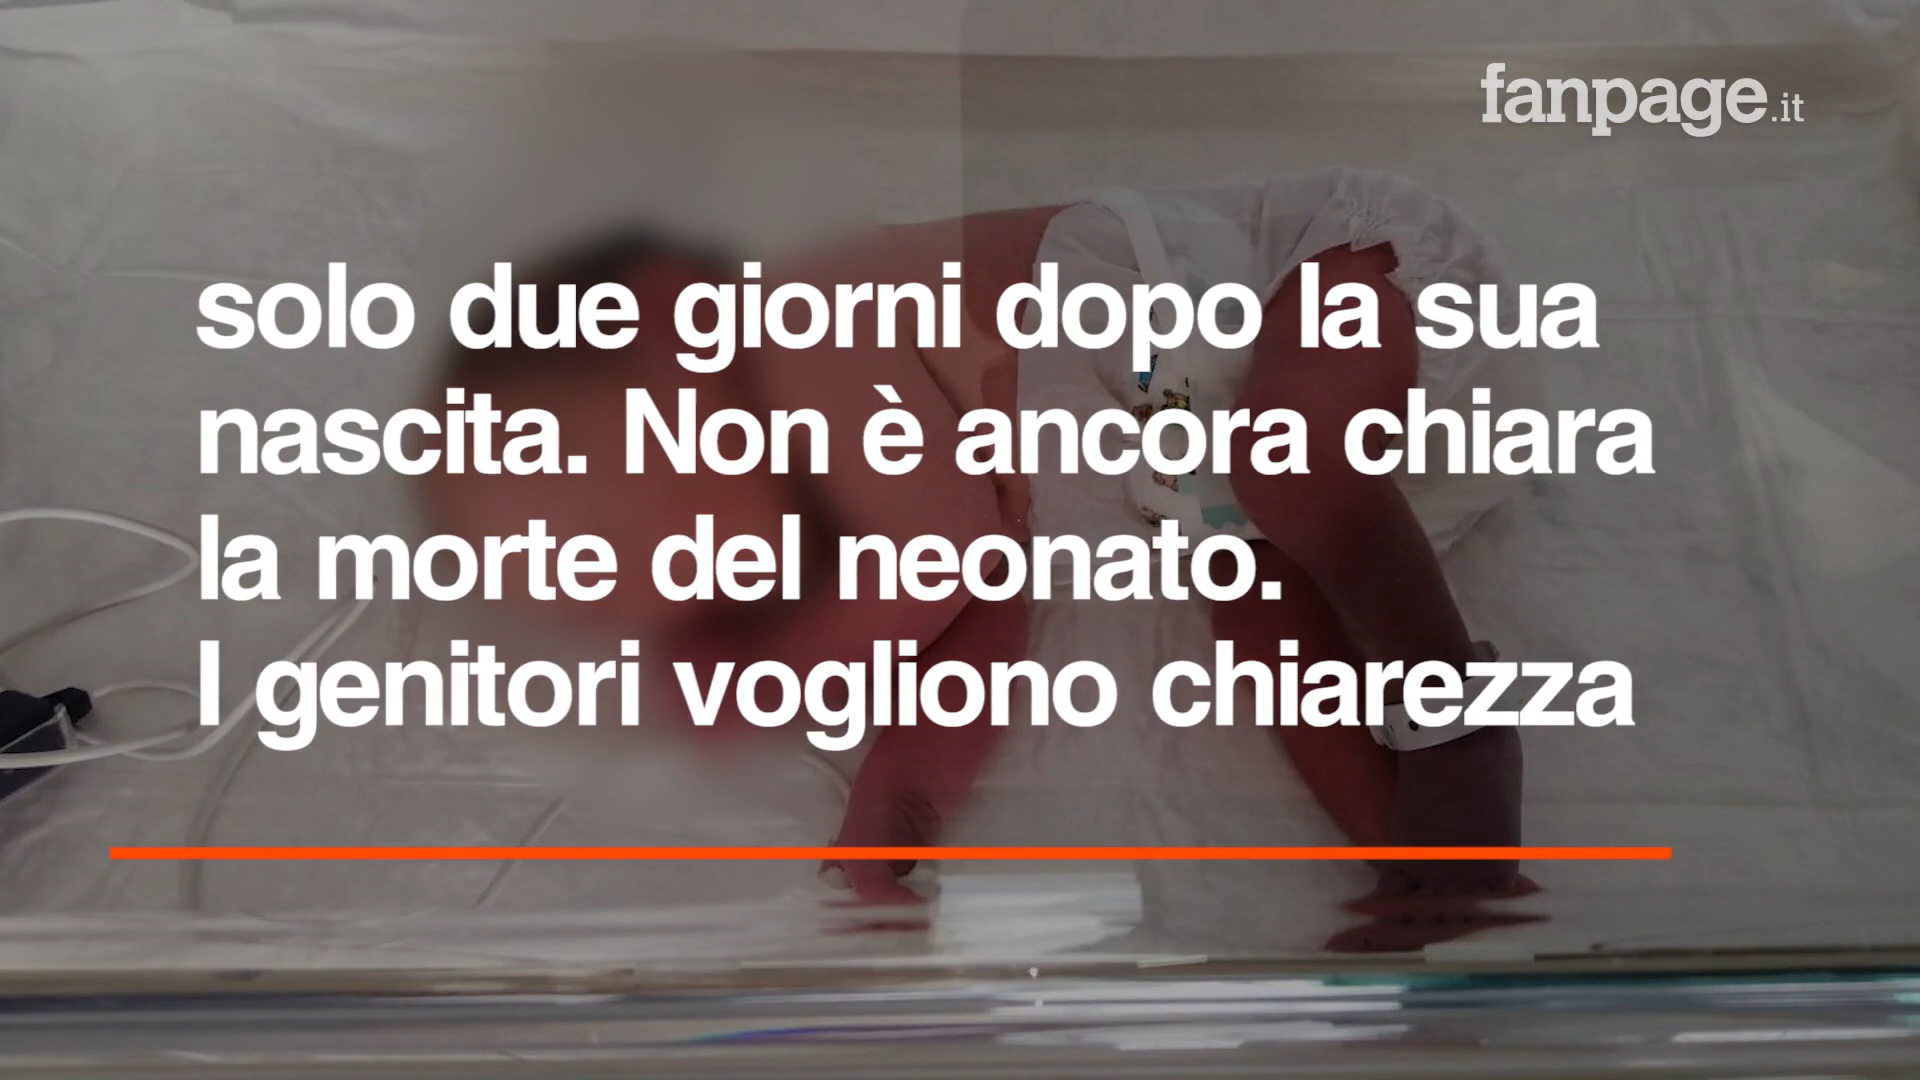 fanpage.it
solo due giorni dopo la sua
nascita. Non è ancora chiara
la morte del neonato.
I genitori vogliono chiarezza